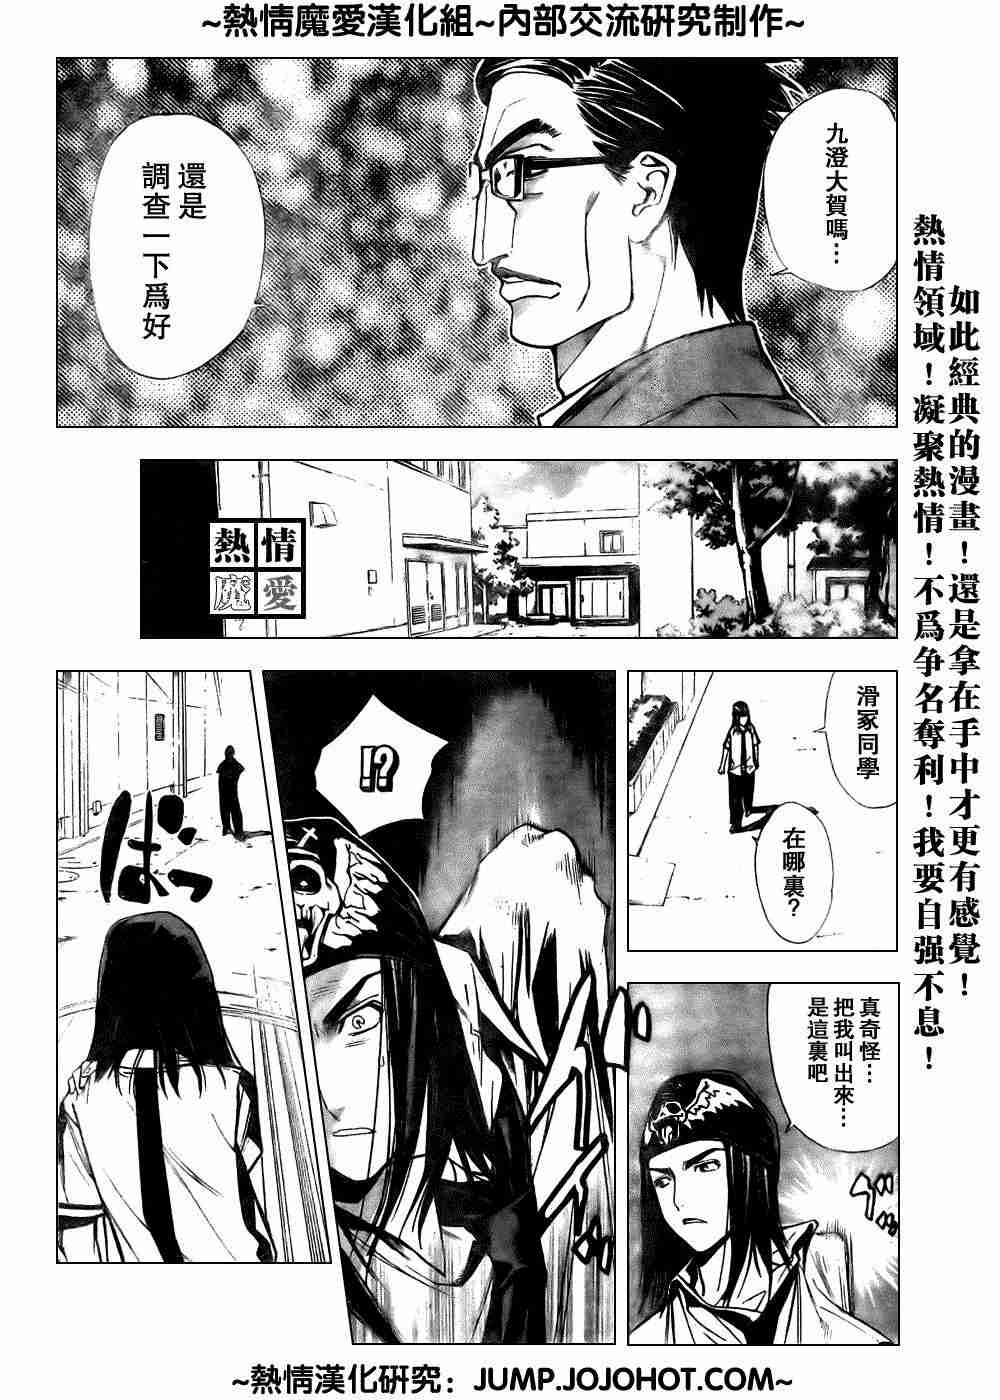 ~熱情魔愛漢化組~內部交流研究制作~
九澄大賀嗎…
還是
調查一下爲好
如此經典的漫畫！還是拿在手中才更有感覺！
熱情領域！凝聚熱情！不爲争名奪利！我要自强不息！
熱情
魔愛
滑冢同學
在哪裏？
真奇怪…
把我叫出來…
是這裏吧
ザッ
!?
ばっ
~熱情漢化研究：JUMP.JOJOHOT.COM~